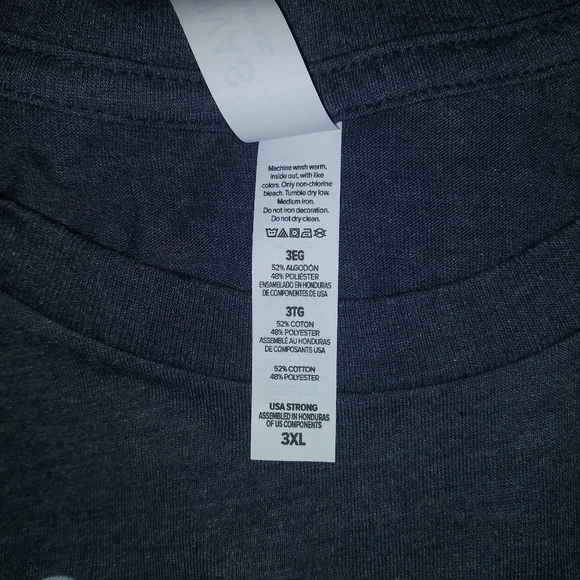 Machine wash warm,
inside out, with like
colors. Only non-chlorine
bleach. Tumble dry low.
Medium iron.
Do not iron decoration.
Do not dry clean.
3EG
52% ALGODÓN
48% POLIÉSTER
ENSAMELADO EN HONDURAS
DE COMPONENTES DE USA
3TG
52% COTON
48% POLYESTER
ASSEMBLÉ AU HONDURAS
DE COMPOSANTS USA
52% COTTON
48% POLYESTER
USA STRONG
ASSEMBLED IN HONDURAS
OF US COMPONENTS
3XL